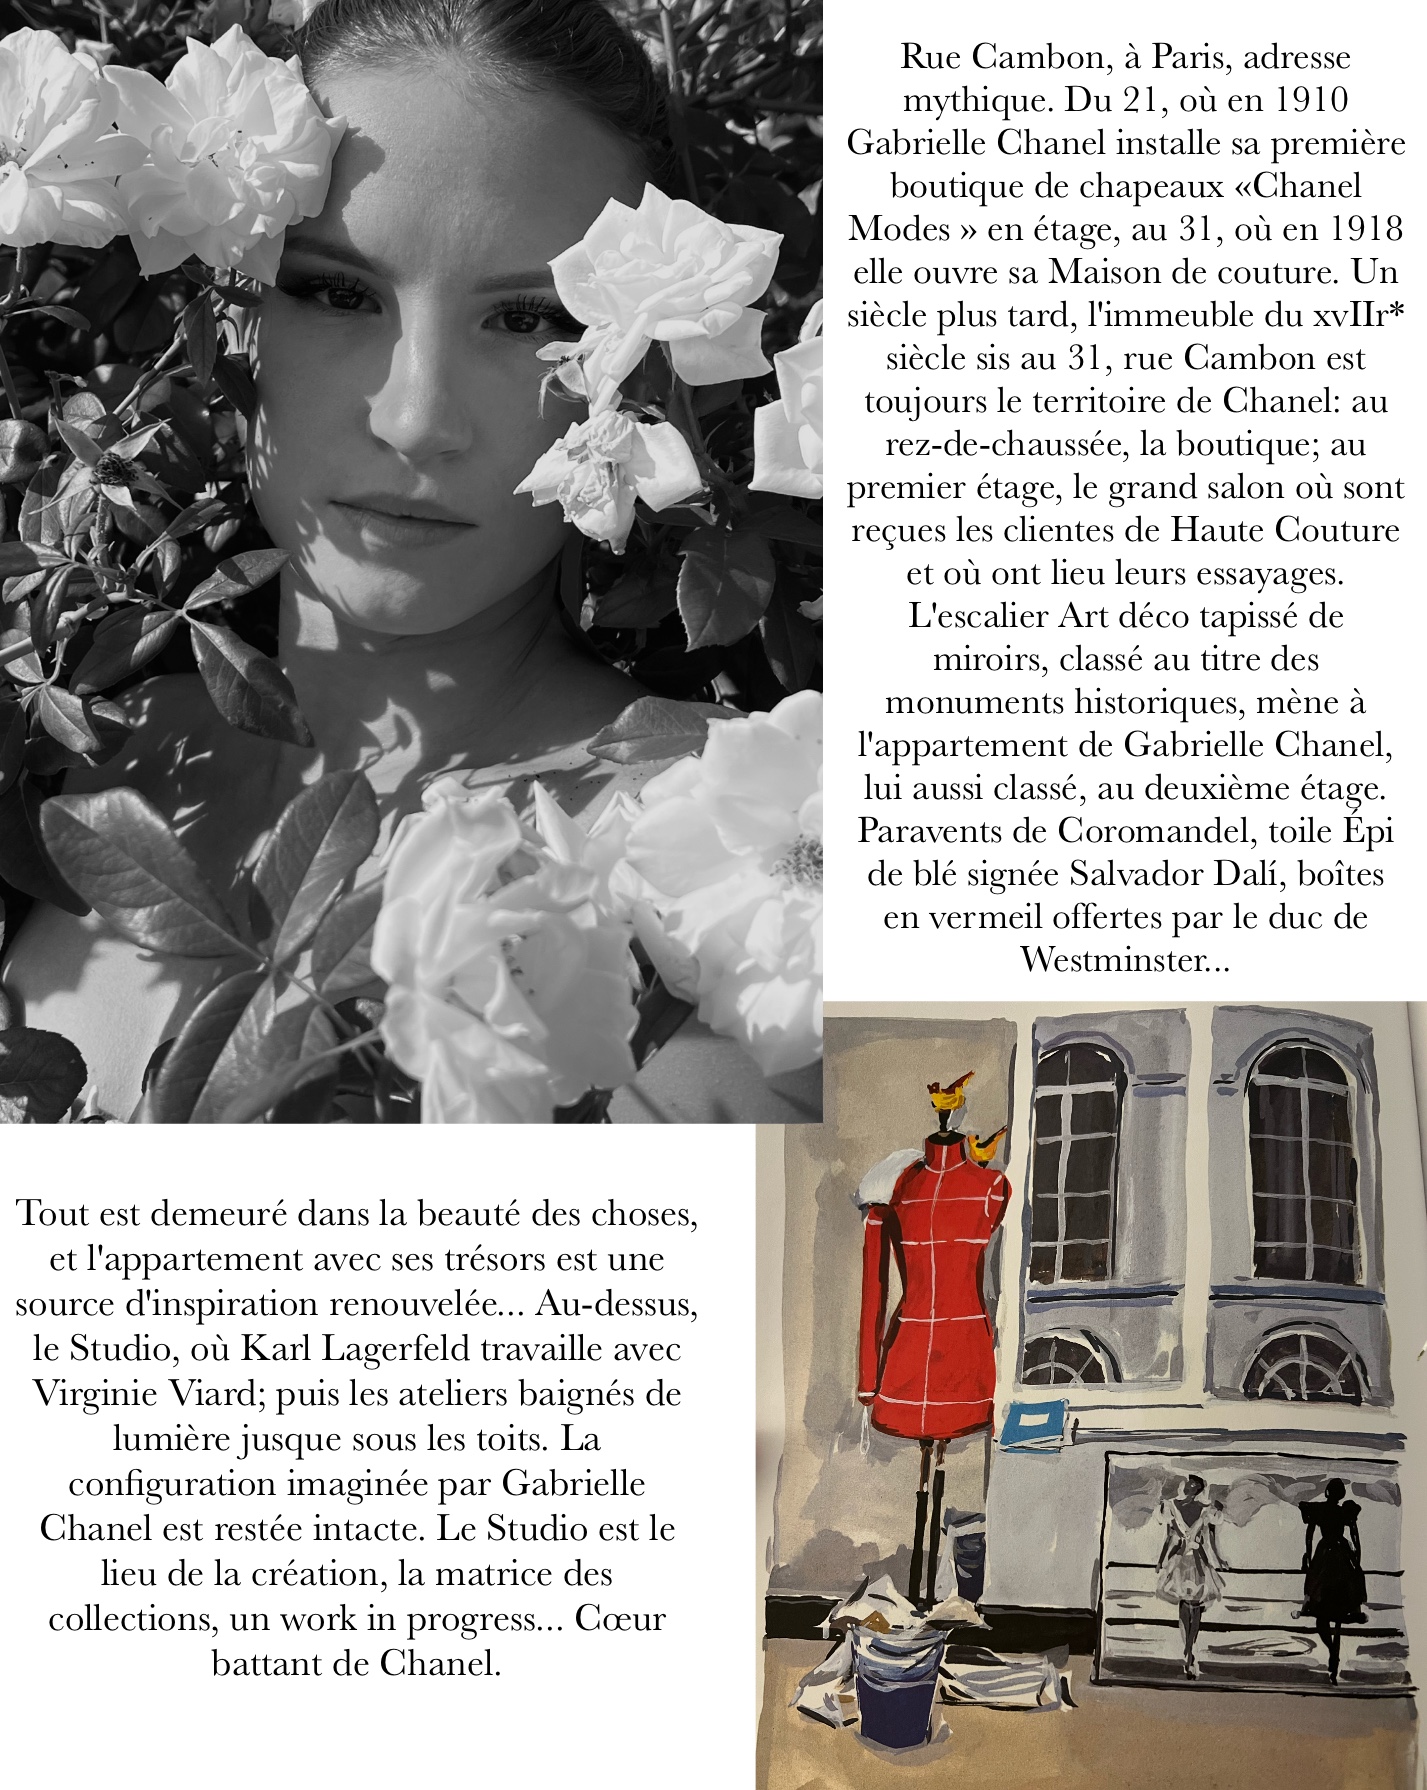 Rue Cambon, à Paris, adresse
mythique. Du 21, où en 1910
Gabrielle Chanel installe sa première
boutique de chapeaux «Chanel
Modes » en étage, au 31, où en 1918
elle ouvre sa Maison de couture. Un
siècle plus tard, l'immeuble du xvIIr*
siècle sis au 31, rue Cambon est
toujours le territoire de Chanel: au
rez-de-chaussée, la boutique; au
premier étage, le grand salon où sont
reçues les clientes de Haute Couture
et où ont lieu leurs essayages.
L'escalier Art déco tapissé de
miroirs, classé au titre des
monuments historiques, mène à
l'appartement de Gabrielle Chanel,
lui aussi classé, au deuxième étage.
Paravents de Coromandel, toile Épi
de blé signée Salvador Dalí, boîtes
en vermeil offertes par le duc de
Westminster...
Tout est demeuré dans la beauté des choses,
et l'appartement avec ses trésors est une
source d'inspiration renouvelée... Au-dessus,
le Studio, où Karl Lagerfeld travaille avec
Virginie Viard; puis les ateliers baignés de
lumière jusque sous les toits. La
configuration imaginée par Gabrielle
Chanel est restée intacte. Le Studio est le
lieu de la création, la matrice des
collections, un work in progress... Cœur
battant de Chanel.